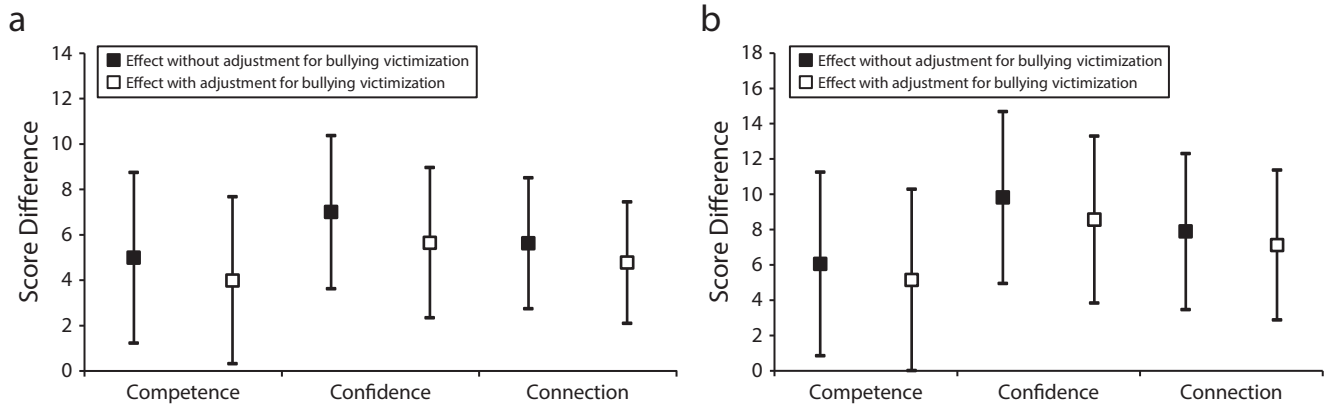 a
Score Difference
14
12
10
8
6
4
2
0
Effect without adjustment for bullying victimization
Effect with adjustment for bullying victimization
Competence
Confidence
Connection
b
Score Difference
18
16
14
12
10
8
6
4
2
0
Effect without adjustment for bullying victimization
Effect with adjustment for bullying victimization
Competence
Confidence
Connection